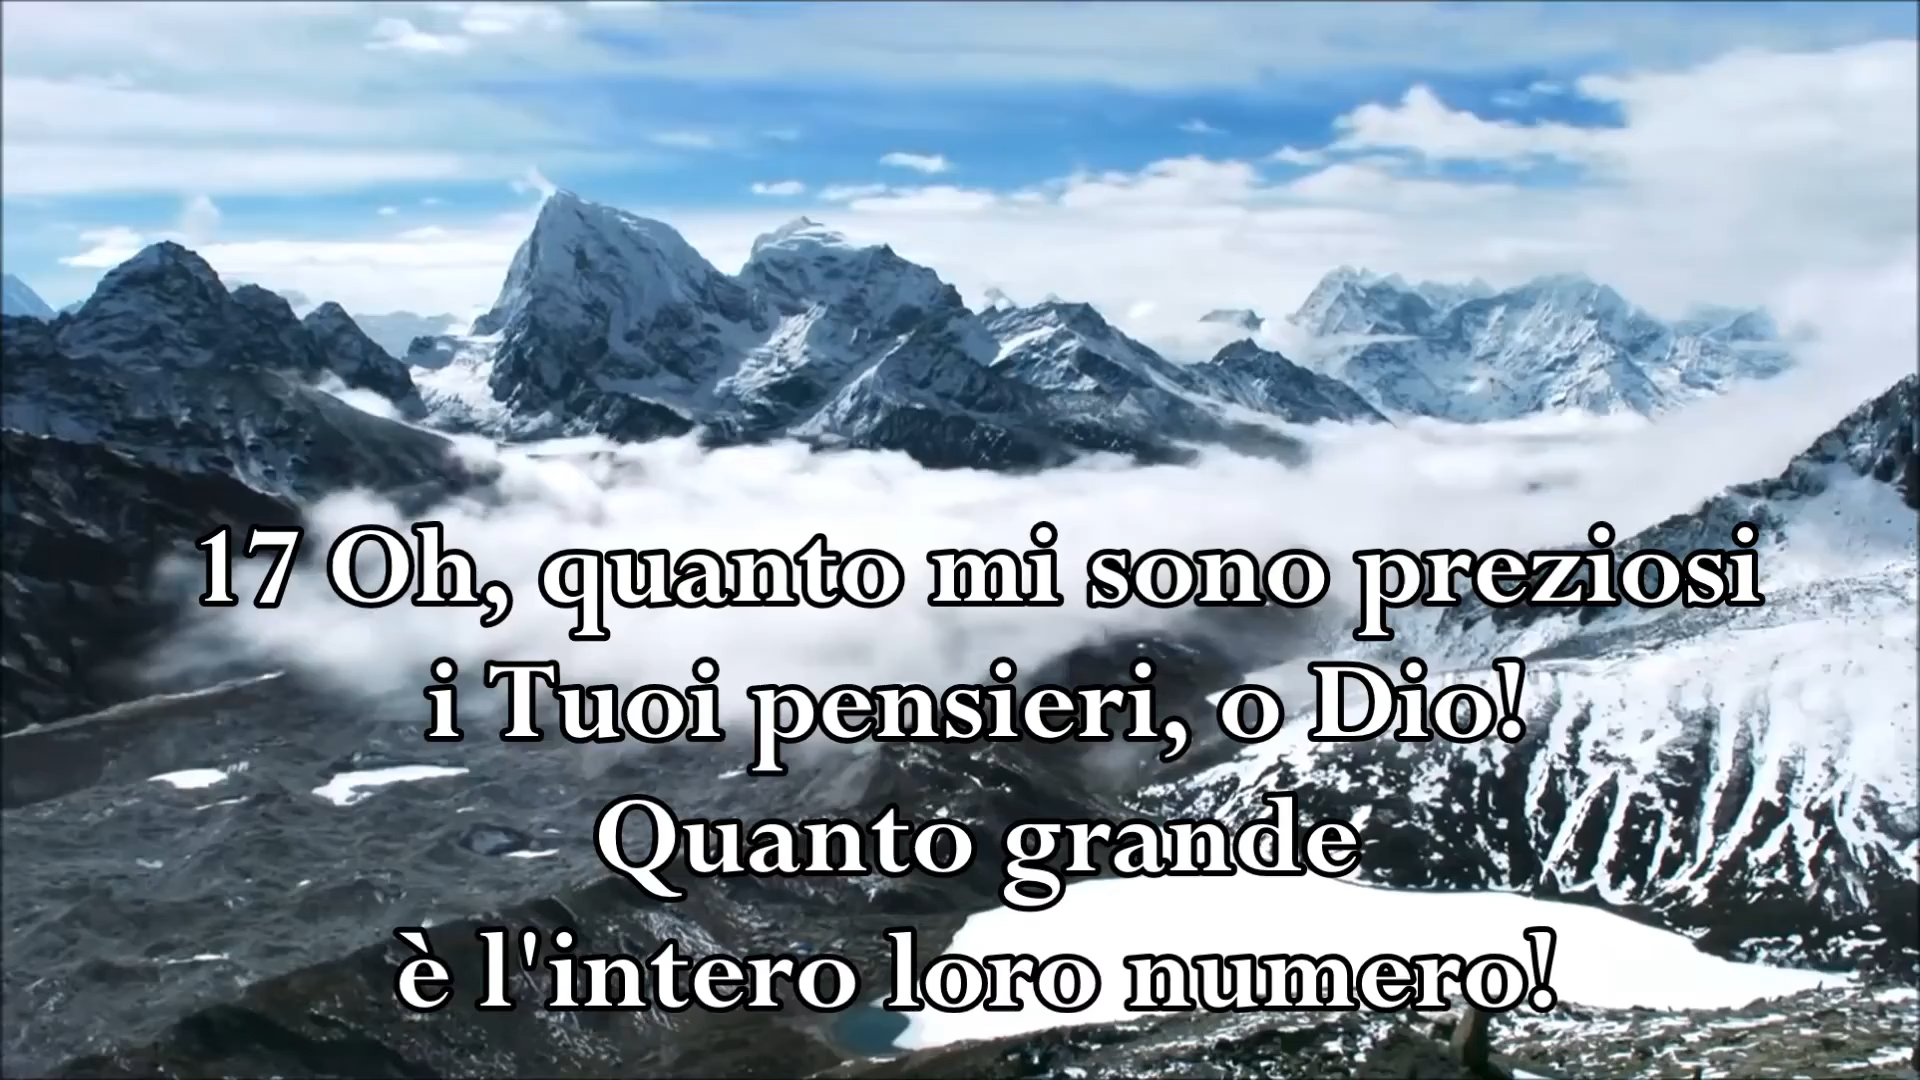 17 Oh, quanto mi sono preziosi
i Tuoi pensieri, o Dio!
Quanto grande
è l'intero loro numero!